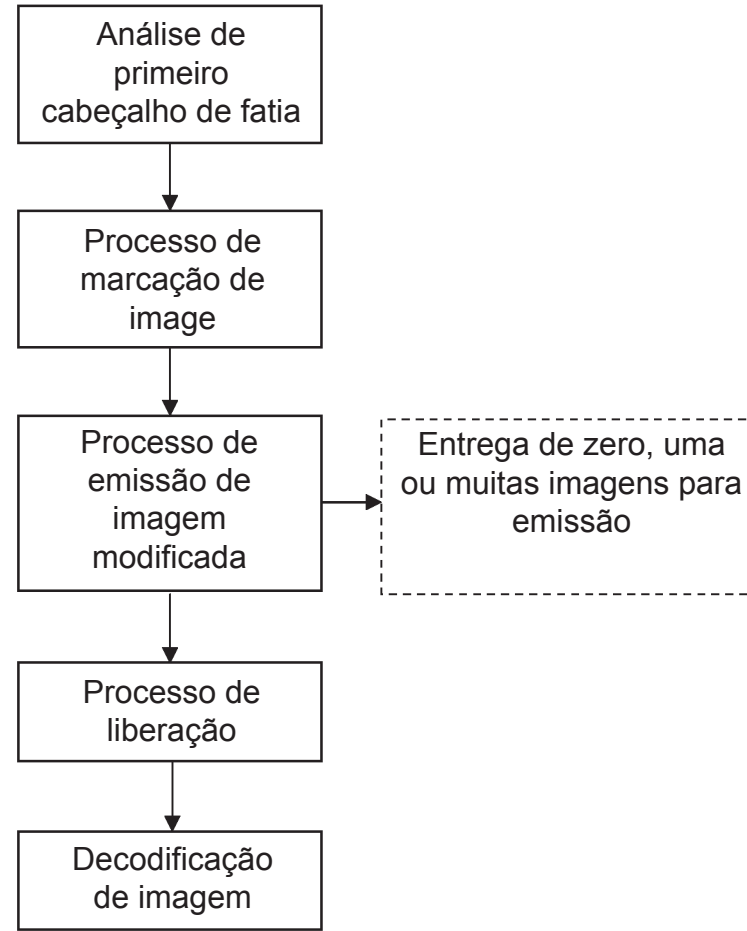 Análise de
primeiro
cabeçalho de fatia
Processo de
marcação de
image
Processo de
emissão de
imagem
modificada
Entrega de zero, uma
ou muitas imagens para
emissão
Processo de
liberação
Decodificação
de imagem